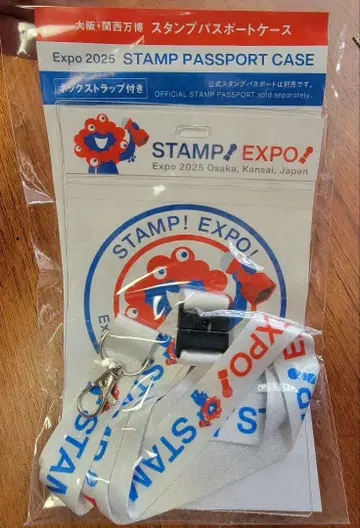 大阪・関西万博 スタンプパスポートケース
Expo 2025 STAMP PASSPORT CASE
ネックストラップ付き
公式スタンプパスポートは別売です。
OFFICIAL STAMP PASSPORT sold separately.
STAMP! EXPO!
Expo 2025 Osaka, Kansai, Japan
STAMP! EXPO!
E
EXPO!
STAMP
STAM
S